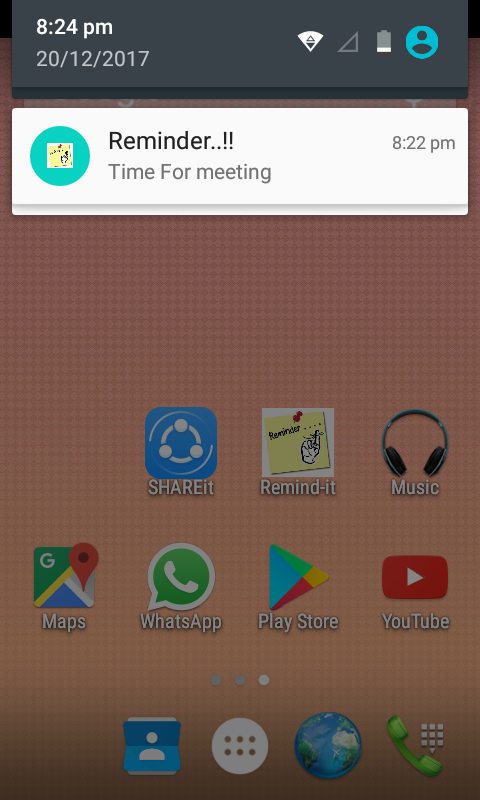 8:24 pm
20/12/2017
Reminder..!!
8:22 pm
Time For meeting
Reminder ....
SHAREit
Remind-it
Music
G
Maps
WhatsApp
Play Store
YouTube